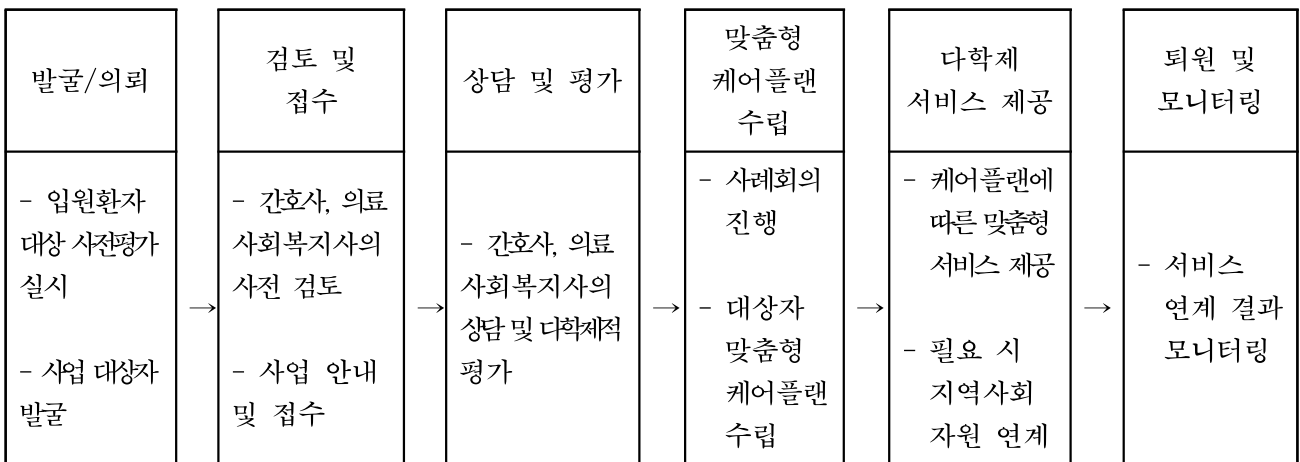 발굴/의뢰
검토 및
접수
상담 및 평가
맞춤형
케어플랜
수립
다학제
서비스 제공
퇴원 및
모니터링
- 입원환자
대상 사전평가
실시
- 사업 대상자
발굴
→
- 간호사, 의료
사회복지사의
사전 검토
- 사업 안내
및 접수
→
- 간호사, 의료
사회복지사의
상담 및 다학제적
평가
→
- 사례회의
진행
- 대상자
맞춤형
케어플랜
수립
→
- 케어플랜에
따른 맞춤형
서비스 제공
- 필요 시
지역사회
자원 연계
→
- 서비스
연계 결과
모니터링